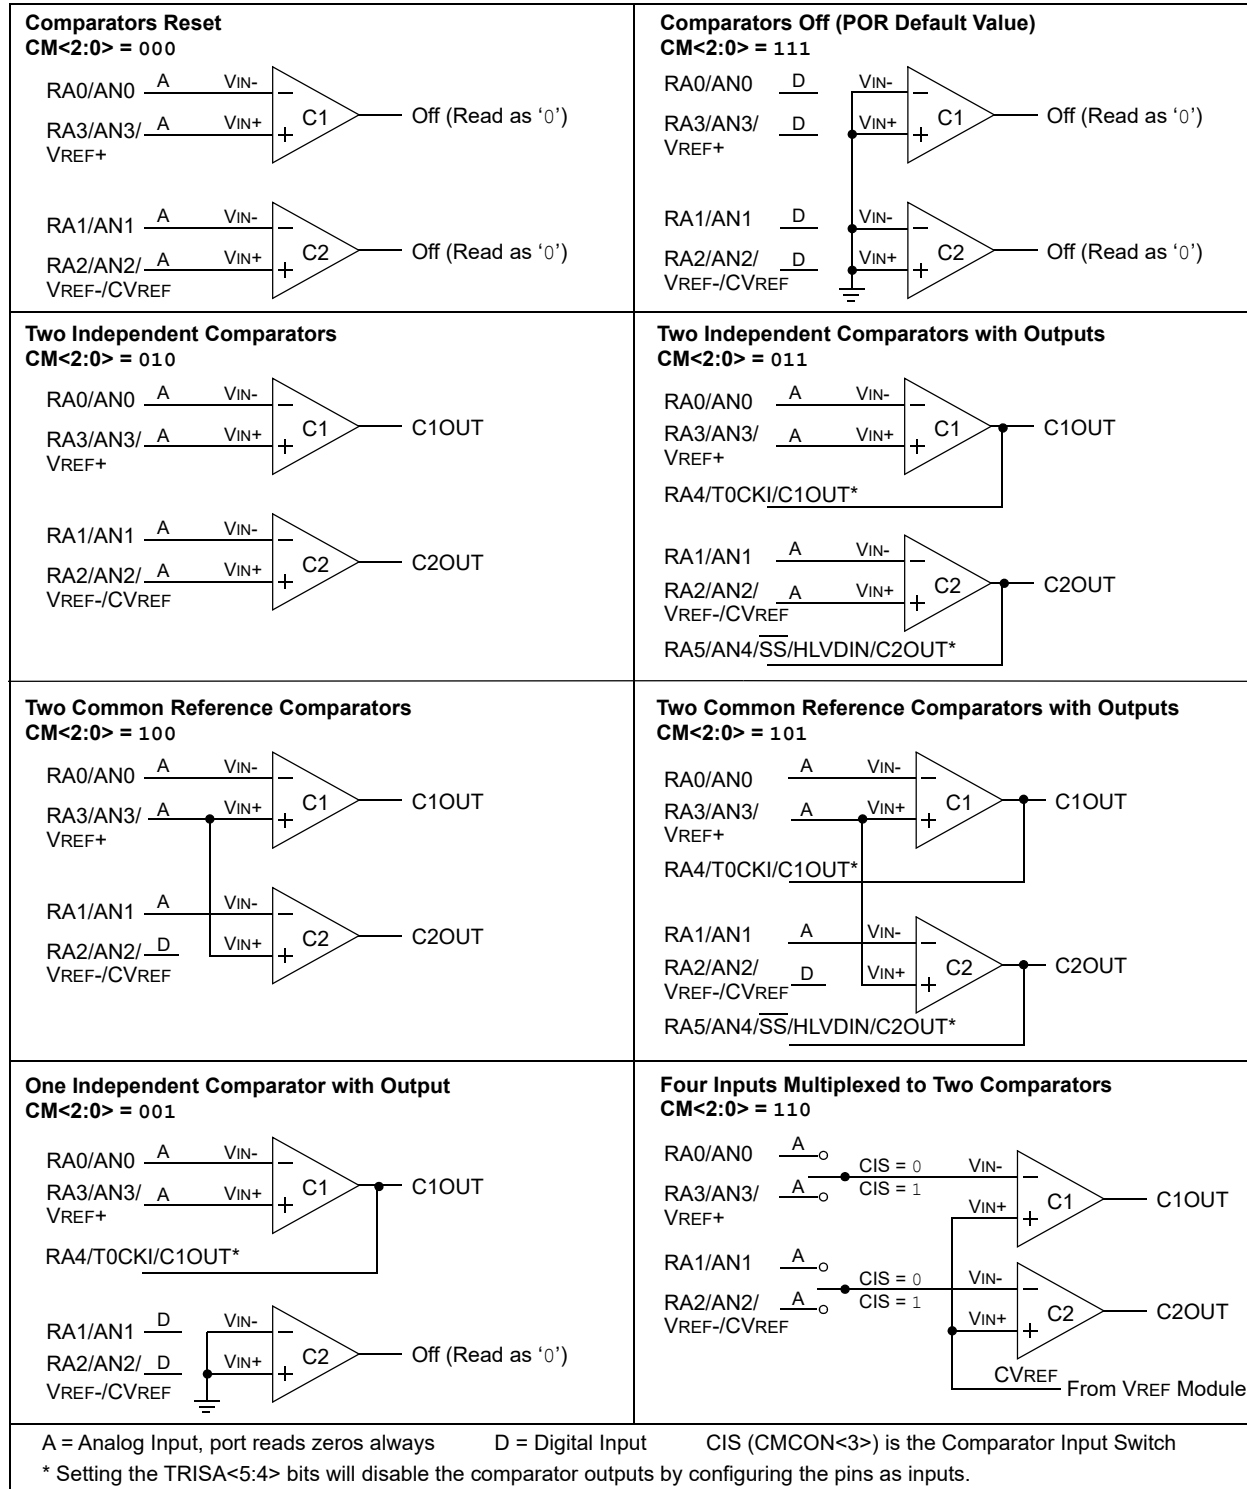 Comparators Reset
CM<2:0> = 000
RA0/AN0 A VIN-
C1 Off (Read as ‘0’)
RA3/AN3/ A VIN+
VREF+
RA1/AN1 A VIN-
C2 Off (Read as ‘0’)
RA2/AN2/ A VIN+
VREF-/CVREF
Comparators Off (POR Default Value)
CM<2:0> = 111
RA0/AN0 D VIN-
C1 Off (Read as ‘0’)
RA3/AN3/ D VIN+
VREF+
RA1/AN1 D VIN-
C2 Off (Read as ‘0’)
RA2/AN2/ D VIN+
VREF-/CVREF
Two Independent Comparators
CM<2:0> = 010
RA0/AN0 A VIN-
C1 C1OUT
RA3/AN3/ A VIN+
VREF+
RA1/AN1 A VIN-
C2 C2OUT
RA2/AN2/ A VIN+
VREF-/CVREF
Two Independent Comparators with Outputs
CM<2:0> = 011
RA0/AN0 A VIN-
C1 C1OUT
RA3/AN3/ A VIN+
VREF+
RA4/T0CKI/C1OUT*
RA1/AN1 A VIN-
C2 C2OUT
RA2/AN2/ A VIN+
VREF-/CVREF
RA5/AN4/SS/HLVDIN/C2OUT*
Two Common Reference Comparators
CM<2:0> = 100
RA0/AN0 A VIN-
C1 C1OUT
RA3/AN3/ A VIN+
VREF+
RA1/AN1 A VIN-
C2 C2OUT
RA2/AN2/ D VIN+
VREF-/CVREF
Two Common Reference Comparators with Outputs
CM<2:0> = 101
RA0/AN0 A VIN-
C1 C1OUT
RA3/AN3/ A VIN+
VREF+
RA4/T0CKI/C1OUT*
RA1/AN1 A VIN-
C2 C2OUT
RA2/AN2/ D VIN+
VREF-/CVREF
RA5/AN4/SS/HLVDIN/C2OUT*
One Independent Comparator with Output
CM<2:0> = 001
RA0/AN0 A VIN-
C1 C1OUT
RA3/AN3/ A VIN+
VREF+
RA4/T0CKI/C1OUT*
RA1/AN1 D VIN-
C2 Off (Read as ‘0’)
RA2/AN2/ D VIN+
VREF-/CVREF
Four Inputs Multiplexed to Two Comparators
CM<2:0> = 110
RA0/AN0 A
CIS = 0 VIN-
RA3/AN3/ A CIS = 1
VREF+ VIN+ C1 C1OUT
RA1/AN1 A
CIS = 0 VIN-
RA2/AN2/ A CIS = 1
VREF-/CVREF VIN+ C2 C2OUT
CVREF
From VREF Module
A = Analog Input, port reads zeros always D = Digital Input CIS (CMCON<3>) is the Comparator Input Switch
* Setting the TRISA<5:4> bits will disable the comparator outputs by configuring the pins as inputs.